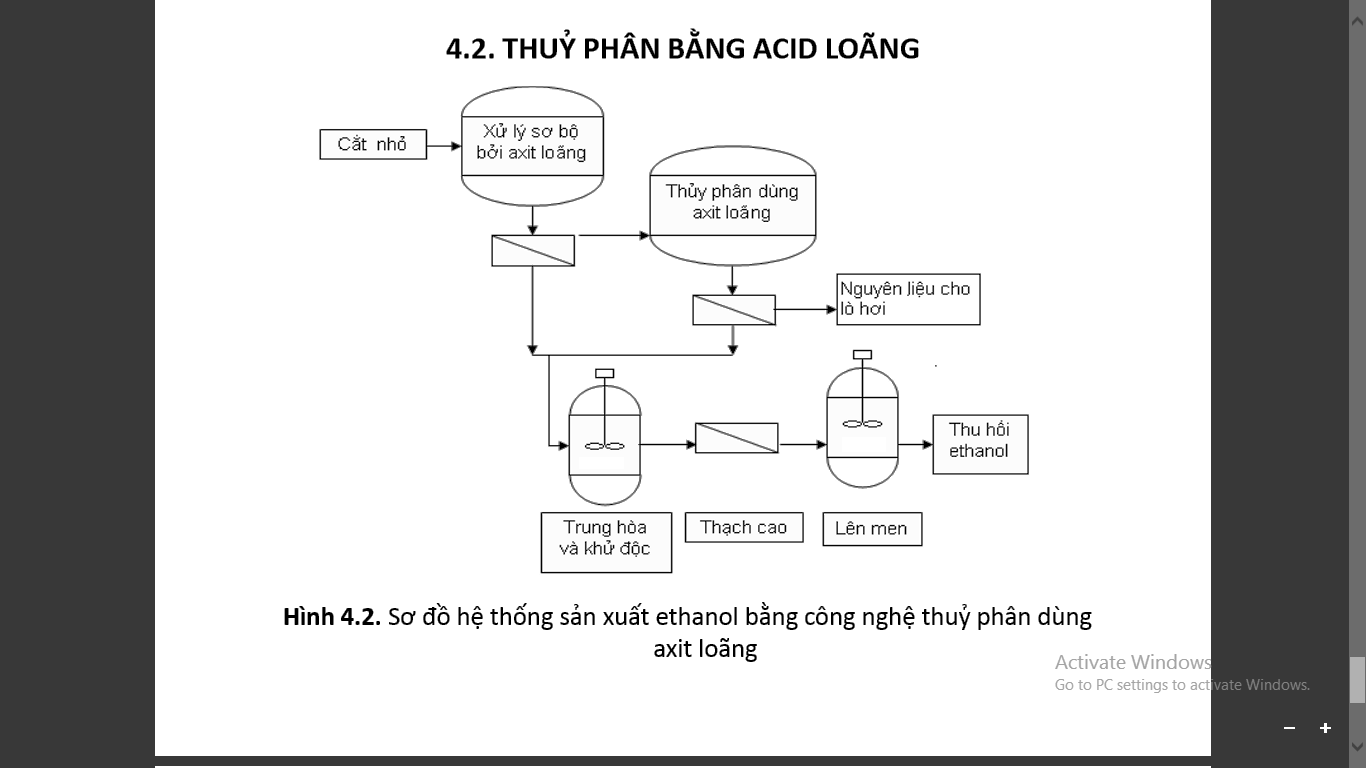 4.2. THUỶ PHÂN BẰNG ACID LOÃNG
Cắt nhỏ
Xử lý sơ bộ
bởi axit loãng
Thủy phân dùng
axit loãng
Nguyên liệu cho
lò hơi
Thu hồi
ethanol
Trung hòa
và khử độc
Thạch cao
Lên men
Hình 4.2. Sơ đồ hệ thống sản xuất ethanol bằng công nghệ thuỷ phân dùng
axit loãng
Activate Windows
Go to PC settings to activate Windows.